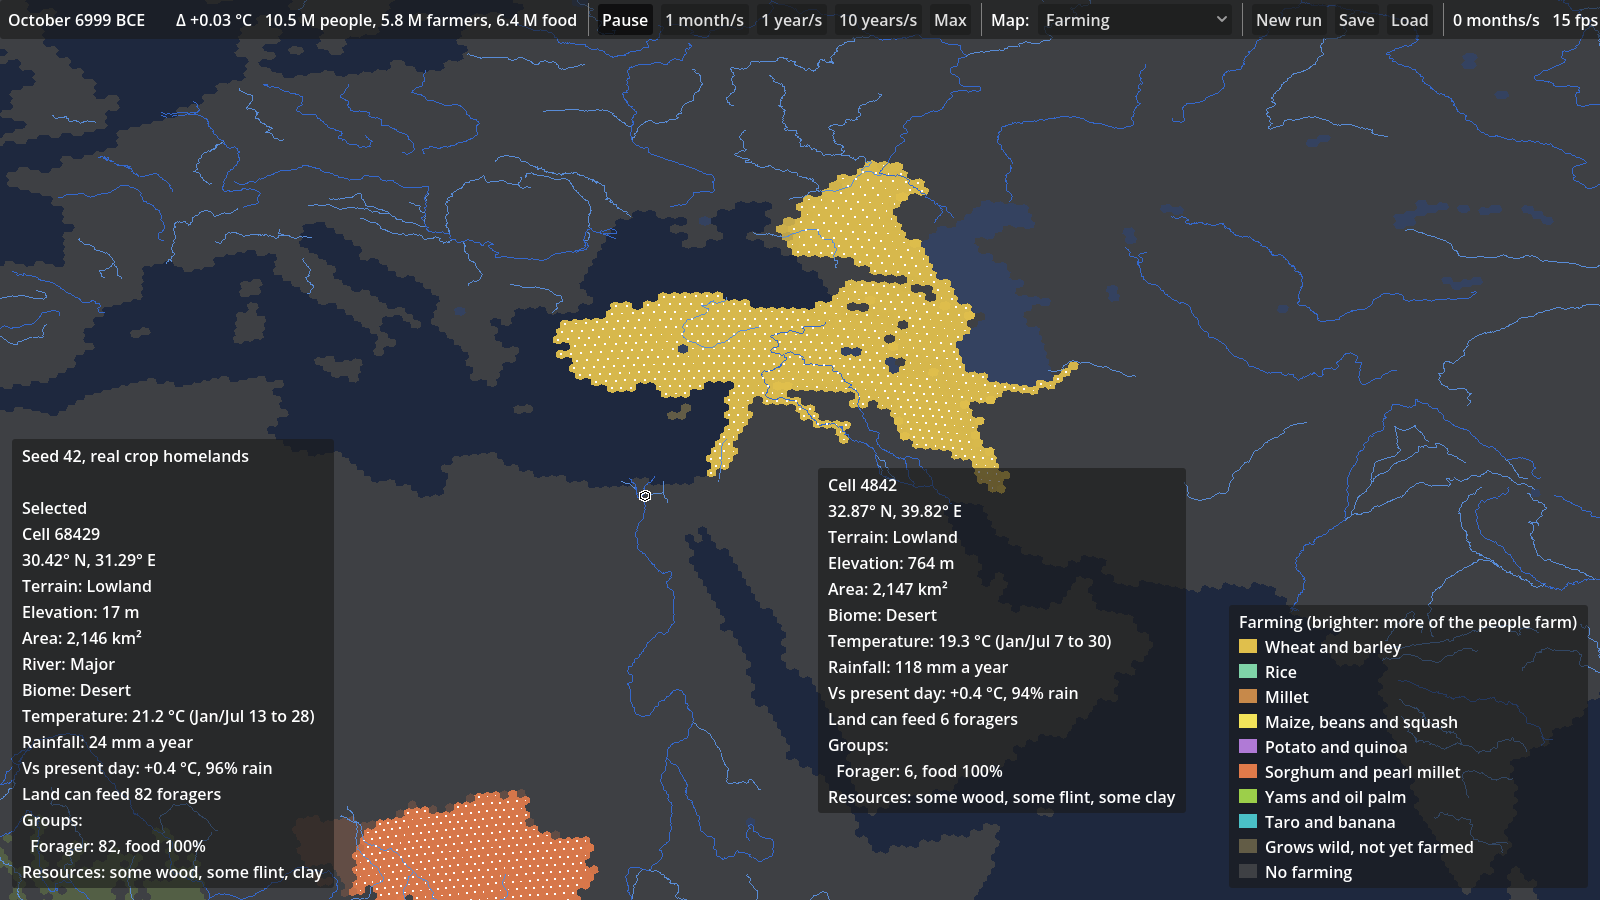 October 6999 BCE
Δ +0.03 °C
10.5 M people, 5.8 M farmers, 6.4 M food
Pause
1 month/s
1 year/s
10 years/s
Max
Map:
Farming
New run
Save
Load
0 months/s
15 fps
Seed 42, real crop homelands
Selected
Cell 68429
30.42° N, 31.29° E
Terrain: Lowland
Elevation: 17 m
Area: 2,146 km²
River: Major
Biome: Desert
Temperature: 21.2 °C (Jan/Jul 13 to 28)
Rainfall: 24 mm a year
Vs present day: +0.4 °C, 96% rain
Land can feed 82 foragers
Groups:
Forager: 82, food 100%
Resources: some wood, some flint, clay
Cell 4842
32.87° N, 39.82° E
Terrain: Lowland
Elevation: 764 m
Area: 2,147 km²
Biome: Desert
Temperature: 19.3 °C (Jan/Jul 7 to 30)
Rainfall: 118 mm a year
Vs present day: +0.4 °C, 94% rain
Land can feed 6 foragers
Groups:
Forager: 6, food 100%
Resources: some wood, some flint, some clay
Farming (brighter: more of the people farm)
Wheat and barley
Rice
Millet
Maize, beans and squash
Potato and quinoa
Sorghum and pearl millet
Yams and oil palm
Taro and banana
Grows wild, not yet farmed
No farming